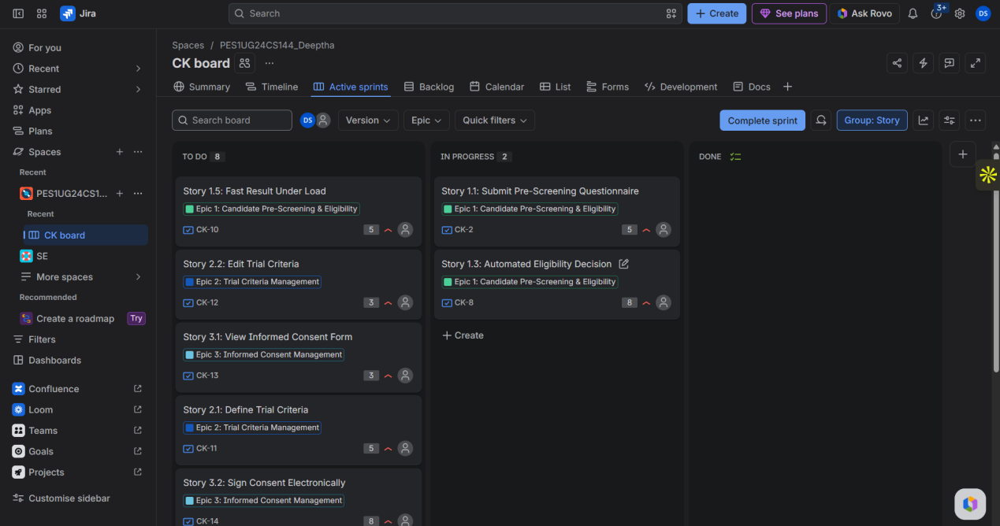 Jira
Search
Create
See plans
Ask Rovo
3+
DS
For you
Recent
Starred
Apps
Plans
Spaces
Recent
PES1UG24CS1...
Recent
CK board
SE
More spaces
Recommended
Create a roadmap Try
Filters
Dashboards
Confluence
Loom
Teams
Goals
Projects
Customise sidebar
Spaces / PES1UG24CS144_Deeptha
CK board
Summary Timeline Active sprints Backlog Calendar List Forms Development Docs
Search board DS Version Epic Quick filters Complete sprint Group: Story
TO DO 8
Story 1.5: Fast Result Under Load
Epic 1: Candidate Pre-Screening & Eligibility
CK-10 5
Story 2.2: Edit Trial Criteria
Epic 2: Trial Criteria Management
CK-12 3
Story 3.1: View Informed Consent Form
Epic 3: Informed Consent Management
CK-13 3
Story 2.1: Define Trial Criteria
Epic 2: Trial Criteria Management
CK-11 5
Story 3.2: Sign Consent Electronically
Epic 3: Informed Consent Management
CK-14 8
IN PROGRESS 2
Story 1.1: Submit Pre-Screening Questionnaire
Epic 1: Candidate Pre-Screening & Eligibility
CK-2 5
Story 1.3: Automated Eligibility Decision
Epic 1: Candidate Pre-Screening & Eligibility
CK-8 8
Create
DONE